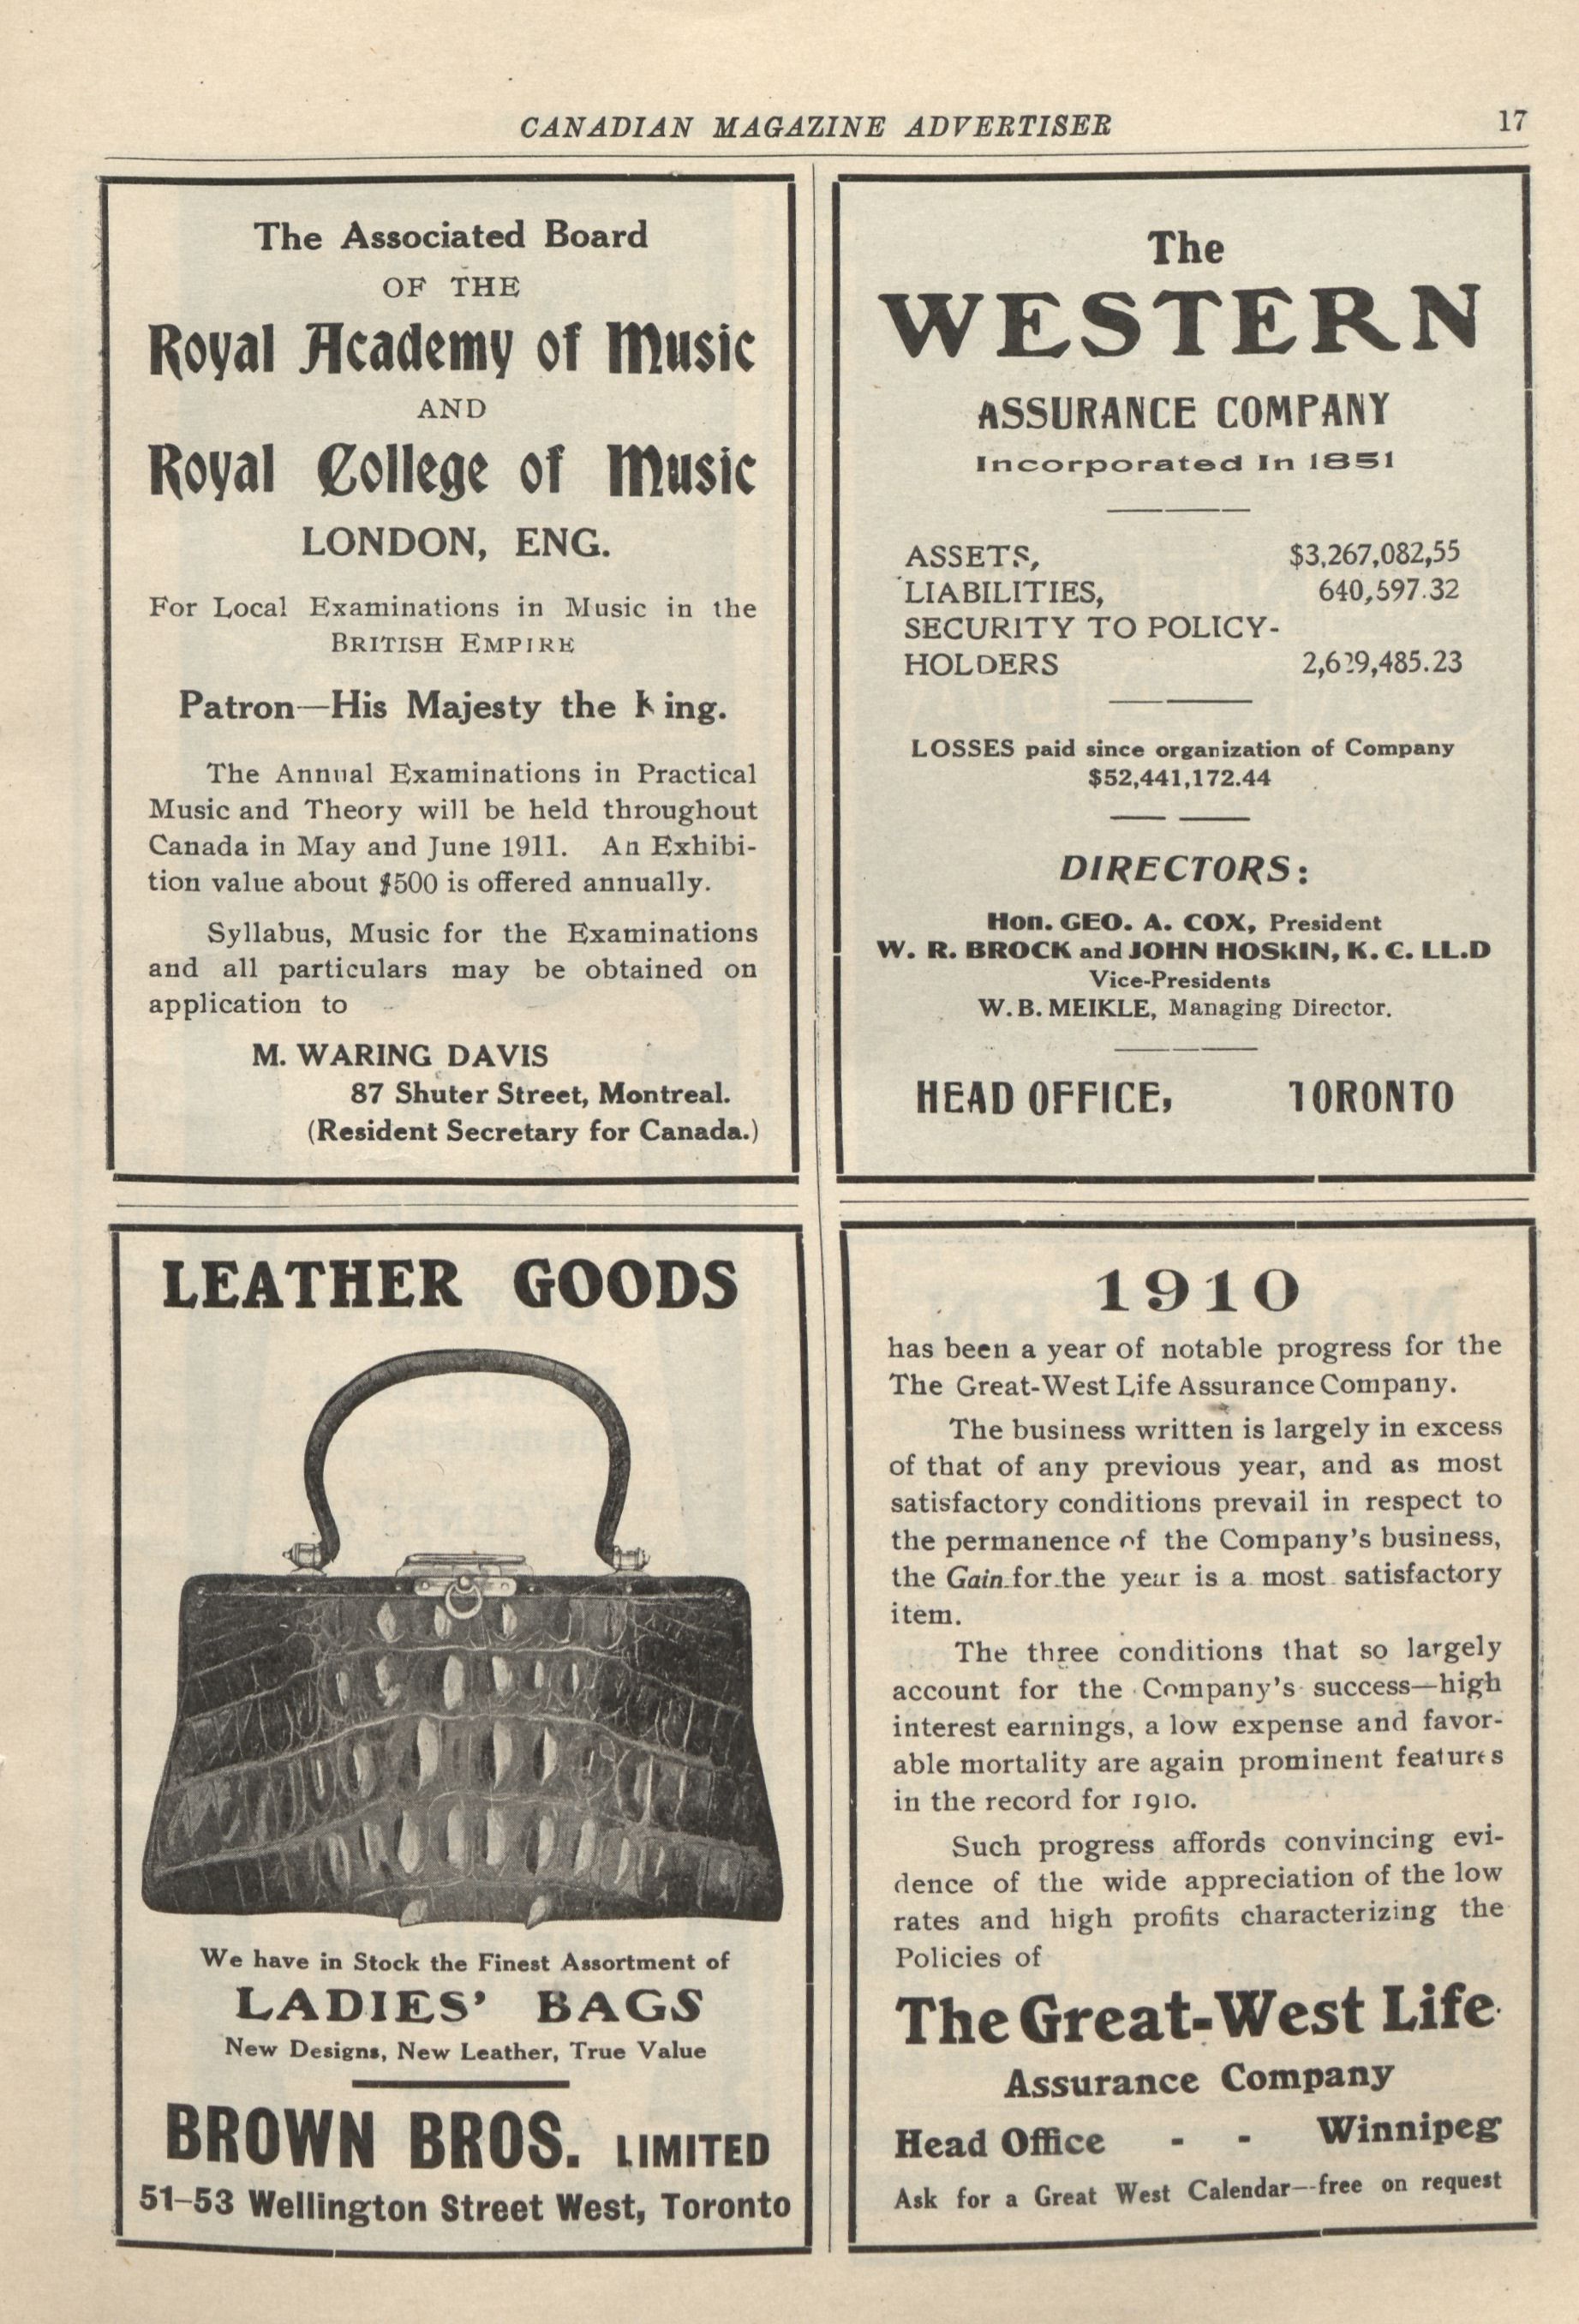 CANADIAN MAGAZINE ADVERTISER 17
The Associated Board
OF THE
Royal Academy of Music
AND
Royal College of Music
LONDON, ENG.
For Local Examinations in Music in the
BRITISH EMPIRE
Patron—His Majesty the King.
The Annual Examinations in Practical
Music and Theory will be held throughout
Canada in May and June 1911. An Exhibi-
tion value about $500 is offered annually.
Syllabus, Music for the Examinations
and all particulars may be obtained on
application to
M. WARING DAVIS
87 Shuter Street, Montreal.
(Resident Secretary for Canada.)
The
WESTERN
ASSURANCE COMPANY
Incorporated In 1851
ASSETS, $3,267,082,55
LIABILITIES, 640,597.32
SECURITY TO POLICY-
HOLDERS
LOSSES paid since organization of Company
$52,441,172.44
DIRECTORS:
Hon. GEO. A. COX, President
W. R. BROCK and JOHN HOSKIN, K. C. LL.D
Vice-Presidents
W. B. MEIKLE, Managing Director.
HEAD OFFICE, TORONTO
LEATHER GOODS
We have in Stock the Finest Assortment of
LADIES' BAGS
New Designs, New Leather, True Value
BROWN BROS. LIMITED
51-53 Wellington Street West, Toronto
1910
has been a year of notable progress for the
The Great-West Life Assurance Company.
The business written is largely in excess
of that of any previous year, and as most
satisfactory conditions prevail in respect to
the permanence of the Company's business,
the Gain for the year is a most satisfactory
item.
The three conditions that so largely
account for the Company's success—high
interest earnings, a low expense and favor-
able mortality are again prominent features
in the record for 1910.
Such progress affords convincing evi-
dence of the wide appreciation of the low
rates and high profits characterizing the
Policies of
The Great-West Life
Assurance Company
Head Office - - Winnipeg
Ask for a Great West Calendar—free on request